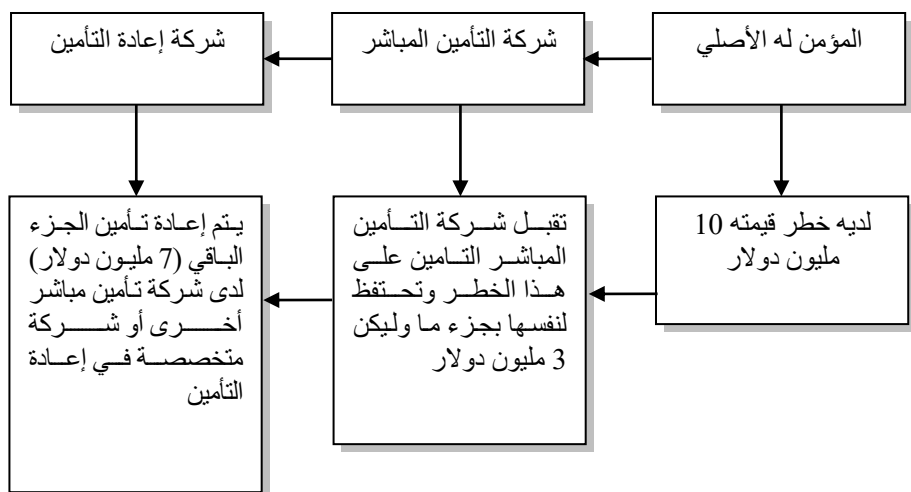 المؤمن له الأصلي
شركة التأمين المباشر
شركة إعادة التأمين
لديه خطر قيمته 10
مليون دولار
تقبل شركة التأمين
المباشر التامين على
هذا الخطر وتحتفظ
لنفسها بجزء ما وليكن
3 مليون دولار
يتم إعادة تأمين الجزء
الباقي (7 مليون دولار)
لدى شركة تأمين مباشر
أخرى أو شركة
متخصصة في إعادة
التأمين